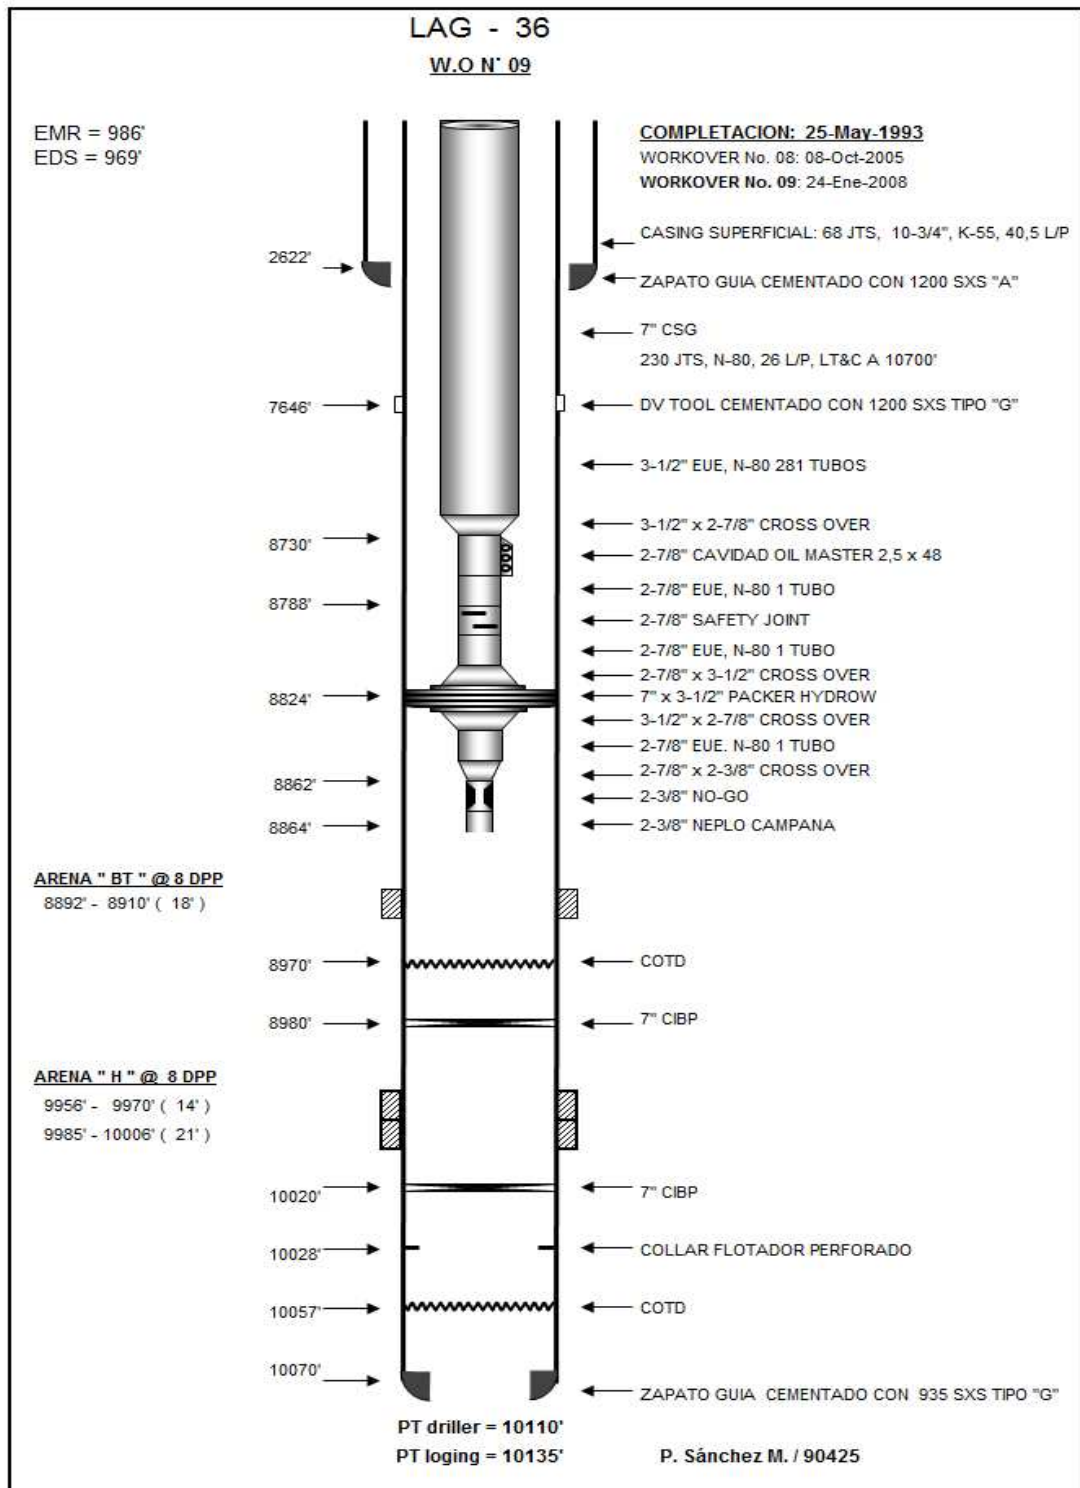 LAG - 36
W.O N° 09
EMR = 986'
EDS = 969'
COMPLETACION: 25-May-1993
WORKOVER No. 08: 08-Oct-2005
WORKOVER No. 09: 24-Ene-2008
CASING SUPERFICIAL: 68 JTS, 10-3/4", K-55, 40,5 L/P
2622'
ZAPATO GUIA CEMENTADO CON 1200 SXS "A"
7" CSG
230 JTS, N-80, 26 L/P, LT&C A 10700'
7646'
DV TOOL CEMENTADO CON 1200 SXS TIPO "G"
3-1/2" EUE, N-80 281 TUBOS
3-1/2" x 2-7/8" CROSS OVER
8730'
2-7/8" CAVIDAD OIL MASTER 2,5 x 48
2-7/8" EUE, N-80 1 TUBO
8788'
2-7/8" SAFETY JOINT
2-7/8" EUE, N-80 1 TUBO
2-7/8" x 3-1/2" CROSS OVER
8824'
7" x 3-1/2" PACKER HYDROW
3-1/2" x 2-7/8" CROSS OVER
2-7/8" EUE. N-80 1 TUBO
2-7/8" x 2-3/8" CROSS OVER
8862'
2-3/8" NO-GO
8864'
2-3/8" NEPLO CAMPANA
ARENA " BT " @ 8 DPP
8892' - 8910' ( 18' )
8970'
COTD
8980'
7" CIBP
ARENA " H " @ 8 DPP
9956' - 9970' ( 14' )
9985' - 10006' ( 21' )
10020'
7" CIBP
10028'
COLLAR FLOTADOR PERFORADO
10057'
COTD
10070'
ZAPATO GUIA CEMENTADO CON 935 SXS TIPO "G"
PT driller = 10110'
PT loging = 10135'
P. Sánchez M. / 90425